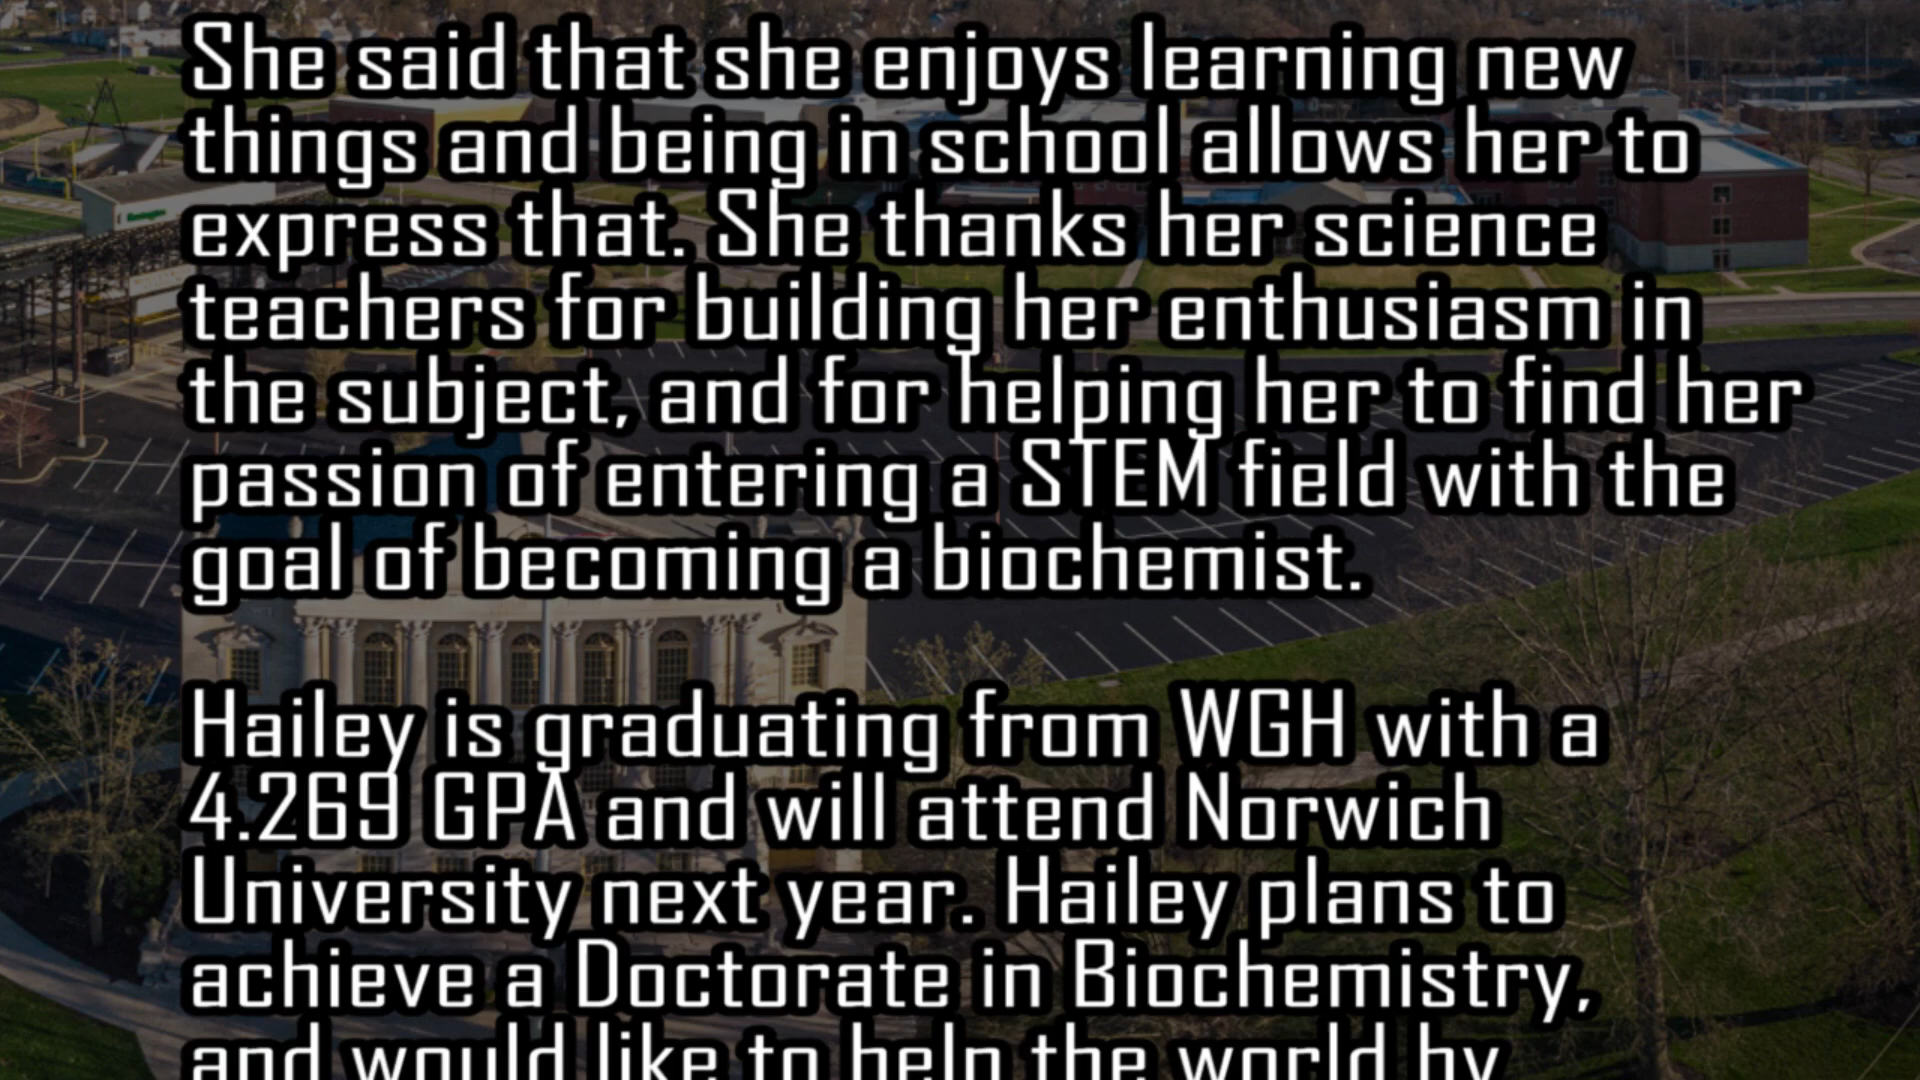 She said that she enjoys learning new
things and being in school allows her to
express that. She thanks her science
teachers for building her enthusiasm in
the subject, and for helping her to find her
passion of entering a STEM field with the
goal of becoming a biochemist.
Hailey is graduating from WGH with a
4.269 GPA and will attend Norwich
University next year. Hailey plans to
achieve a Doctorate in Biochemistry,
and would like to help the world by